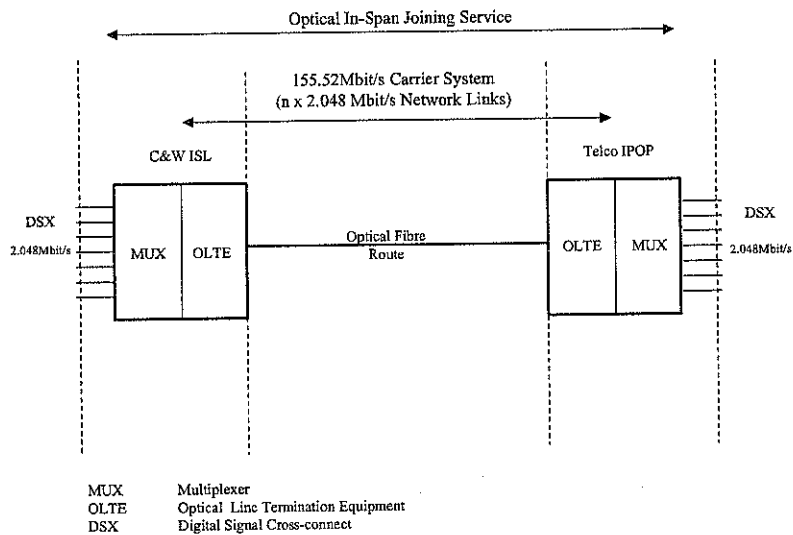 Optical In-Span Joining Service
155.52Mbit/s Carrier System
(n x 2.048 Mbit/s Network Links)
C&W ISL
Telco IPOP
DSX
2.048Mbit/s
MUX
OLTE
Optical Fibre
Route
OLTE
MUX
DSX
2.048Mbit/s
MUX Multiplexer
OLTE Optical Line Termination Equipment
DSX Digital Signal Cross-connect